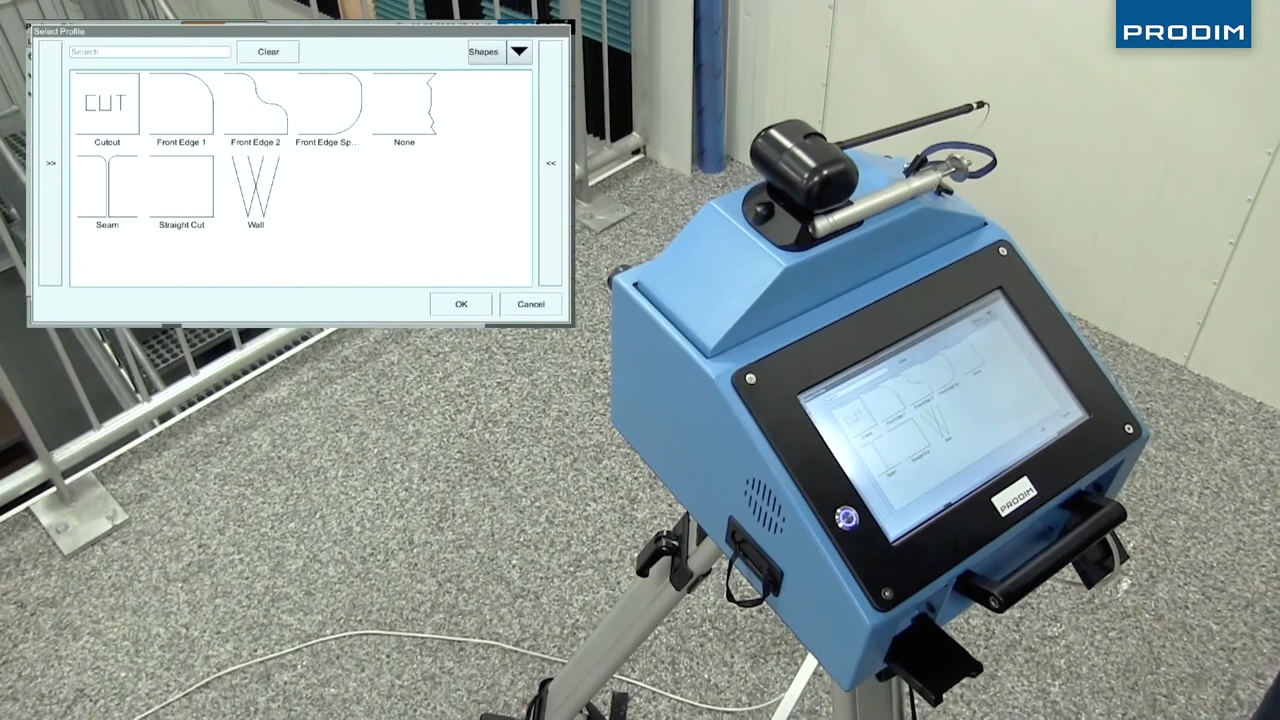 Select Profile
Search
Clear
Shapes
>>
<<
CUT
Cutout
Front Edge 1
Front Edge 2
Front Edge Sp...
None
Seam
Straight Cut
Wall
OK
Cancel
PRODIM
PRODIM